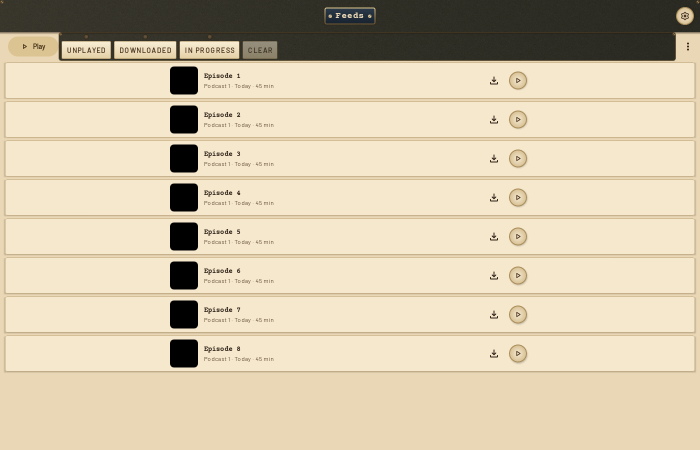 Feeds
Play
UNPLAYED DOWNLOADED IN PROGRESS CLEAR
Episode 1
Podcast 1 · Today · 45 min
Episode 2
Podcast 1 · Today · 45 min
Episode 3
Podcast 1 · Today · 45 min
Episode 4
Podcast 1 · Today · 45 min
Episode 5
Podcast 1 · Today · 45 min
Episode 6
Podcast 1 · Today · 45 min
Episode 7
Podcast 1 · Today · 45 min
Episode 8
Podcast 1 · Today · 45 min